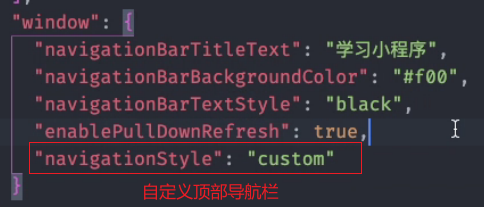 "window": {
"navigationBarTitleText": "学习小程序",
"navigationBarBackgroundColor": "#f00",
"navigationBarTextStyle": "black",
"enablePullDownRefresh": true,
"navigationStyle": "custom"
}
自定义顶部导航栏